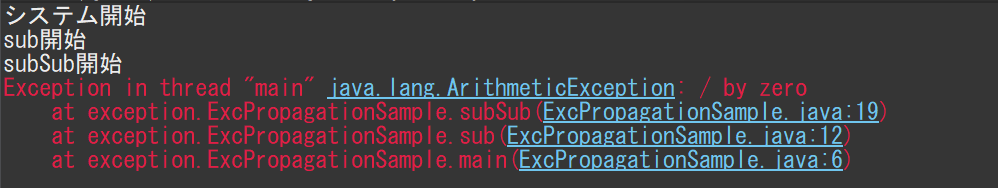 システム開始
sub開始
subSub開始
Exception in thread "main" java.lang.ArithmeticException: / by zero
at exception.ExcPropagationSample.subSub(ExcPropagationSample.java:19)
at exception.ExcPropagationSample.sub(ExcPropagationSample.java:12)
at exception.ExcPropagationSample.main(ExcPropagationSample.java:6)